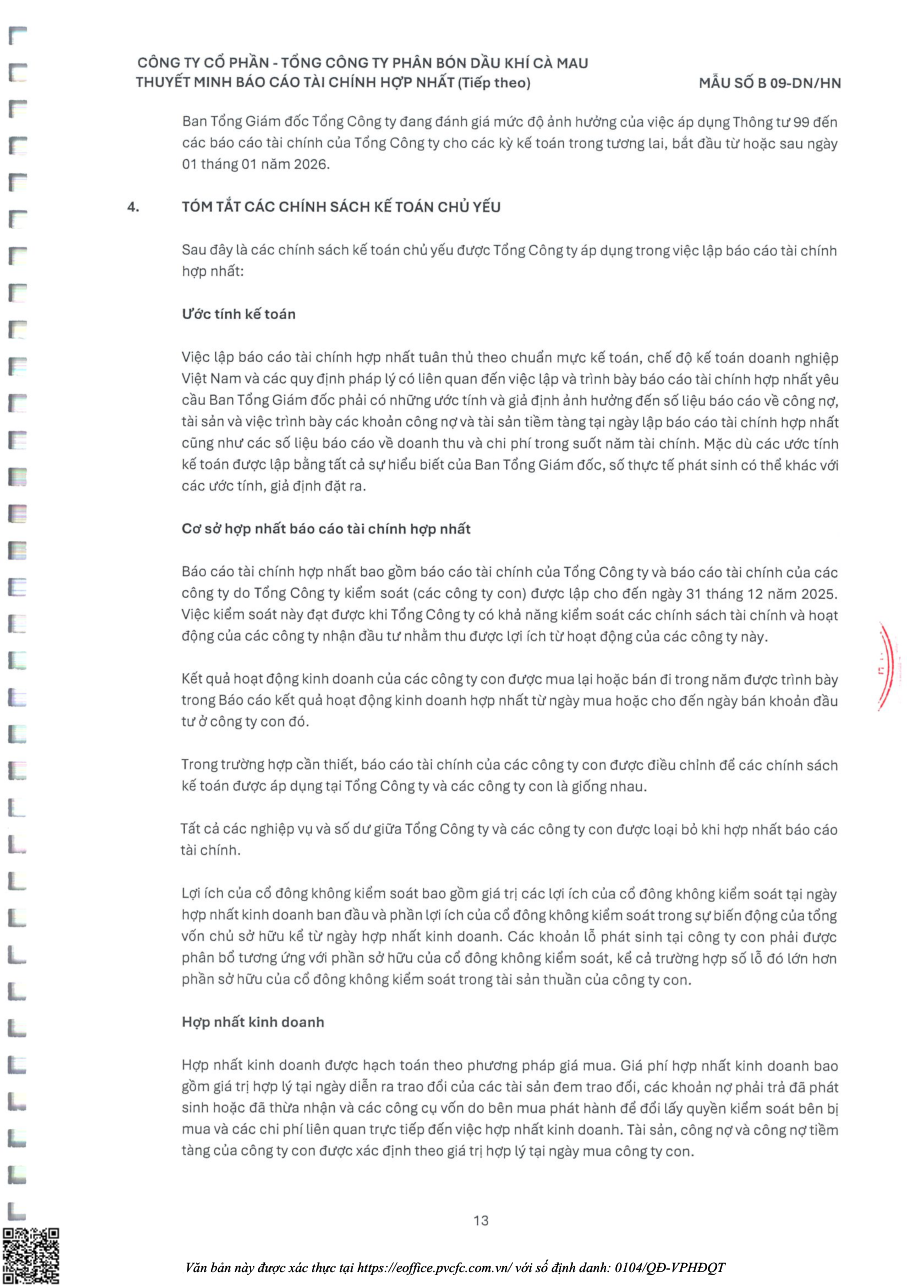 CÔNG TY CỔ PHẦN - TỔNG CÔNG TY PHÂN BÓN DẦU KHÍ CÀ MAU
THUYẾT MINH BÁO CÁO TÀI CHÍNH HỢP NHẤT (Tiếp theo) MẪU SỐ B 09-DN/HN
Ban Tổng Giám đốc Tổng Công ty đang đánh giá mức độ ảnh hưởng của việc áp dụng Thông tư 99 đến
các báo cáo tài chính của Tổng Công ty cho các kỳ kế toán trong tương lai, bắt đầu từ hoặc sau ngày
01 tháng 01 năm 2026.
4. TÓM TẮT CÁC CHÍNH SÁCH KẾ TOÁN CHỦ YẾU
Sau đây là các chính sách kế toán chủ yếu được Tổng Công ty áp dụng trong việc lập báo cáo tài chính
hợp nhất:
Ước tính kế toán
Việc lập báo cáo tài chính hợp nhất tuân thủ theo chuẩn mực kế toán, chế độ kế toán doanh nghiệp
Việt Nam và các quy định pháp lý có liên quan đến việc lập và trình bày báo cáo tài chính hợp nhất yêu
cầu Ban Tổng Giám đốc phải có những ước tính và giả định ảnh hưởng đến số liệu báo cáo về công nợ,
tài sản và việc trình bày các khoản công nợ và tài sản tiềm tàng tại ngày lập báo cáo tài chính hợp nhất
cũng như các số liệu báo cáo về doanh thu và chi phí trong suốt năm tài chính. Mặc dù các ước tính
kế toán được lập bằng tất cả sự hiểu biết của Ban Tổng Giám đốc, số thực tế phát sinh có thể khác với
các ước tính, giả định đặt ra.
Cơ sở hợp nhất báo cáo tài chính hợp nhất
Báo cáo tài chính hợp nhất bao gồm báo cáo tài chính của Tổng Công ty và báo cáo tài chính của các
công ty do Tổng Công ty kiểm soát (các công ty con) được lập cho đến ngày 31 tháng 12 năm 2025.
Việc kiểm soát này đạt được khi Tổng Công ty có khả năng kiểm soát các chính sách tài chính và hoạt
động của các công ty nhận đầu tư nhằm thu được lợi ích từ hoạt động của các công ty này.
Kết quả hoạt động kinh doanh của các công ty con được mua lại hoặc bán đi trong năm được trình bày
trong Báo cáo kết quả hoạt động kinh doanh hợp nhất từ ngày mua hoặc cho đến ngày bán khoản đầu
tư ở công ty con đó.
Trong trường hợp cần thiết, báo cáo tài chính của các công ty con được điều chỉnh để các chính sách
kế toán được áp dụng tại Tổng Công ty và các công ty con là giống nhau.
Tất cả các nghiệp vụ và số dư giữa Tổng Công ty và các công ty con được loại bỏ khi hợp nhất báo cáo
tài chính.
Lợi ích của cổ đông không kiểm soát bao gồm giá trị các lợi ích của cổ đông không kiểm soát tại ngày
hợp nhất kinh doanh ban đầu và phần lợi ích của cổ đông không kiểm soát trong sự biến động của tổng
vốn chủ sở hữu kể từ ngày hợp nhất kinh doanh. Các khoản lỗ phát sinh tại công ty con phải được
phân bổ tương ứng với phần sở hữu của cổ đông không kiểm soát, kể cả trường hợp số lỗ đó lớn hơn
phần sở hữu của cổ đông không kiểm soát trong tài sản thuần của công ty con.
Hợp nhất kinh doanh
Hợp nhất kinh doanh được hạch toán theo phương pháp giá mua. Giá phí hợp nhất kinh doanh bao
gồm giá trị hợp lý tại ngày diễn ra trao đổi của các tài sản đem trao đổi, các khoản nợ phải trả đã phát
sinh hoặc đã thừa nhận và các công cụ vốn do bên mua phát hành để đổi lấy quyền kiểm soát bên bị
mua và các chi phí liên quan trực tiếp đến việc hợp nhất kinh doanh. Tài sản, công nợ và công nợ tiềm
tàng của công ty con được xác định theo giá trị hợp lý tại ngày mua công ty con.
13
Văn bản này được xác thực tại https://eoffice.pvcfc.com.vn/ với số định danh: 0104/QĐ-VPHĐQT